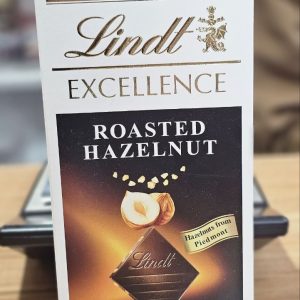 Lindt
EXCELLENCE
ROASTED
HAZELNUT
Hazelnuts from
Piedmont
Lindt